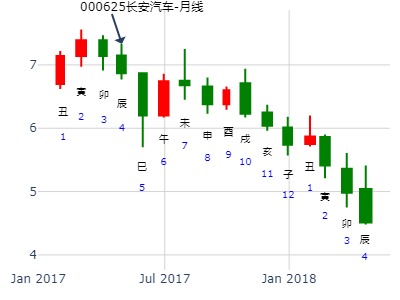 000625长安汽车-月线
7
6
5
4
丑
1
寅
2
卯
3
辰
4
巳
5
午
6
未
7
申
8
酉
9
戌
10
亥
11
子
12
丑
1
寅
2
卯
3
辰
4
Jan 2017
Jul 2017
Jan 2018